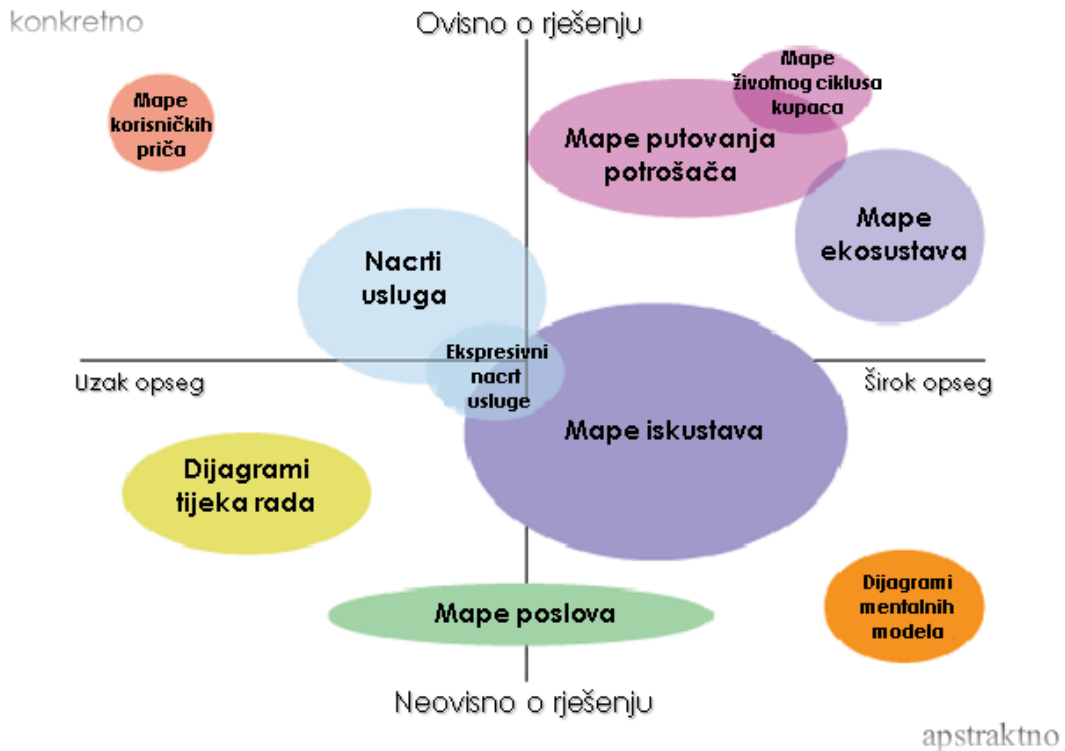 konkretno
Ovisno o rješenju
Mape
životnog ciklusa
kupaca
Mape
korisničkih
priča
Mape putovanja
potrošača
Mape
ekosustava
Nacrti
usluga
Ekspresivni
nacrt
usluge
Uzak opseg
Širok opseg
Mape iskustava
Dijagrami
tijeka rada
Mape poslova
Dijagrami
mentalnih
modela
Neovisno o rješenju
apstraktno